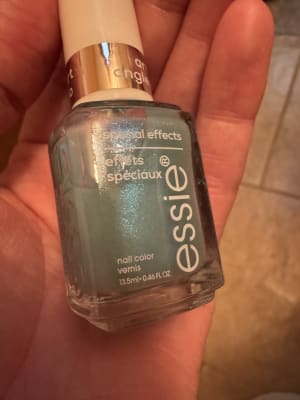 special effects
effets
spéciaux
essie®
nail color
vernis
13.5mL•0.46 FL OZ